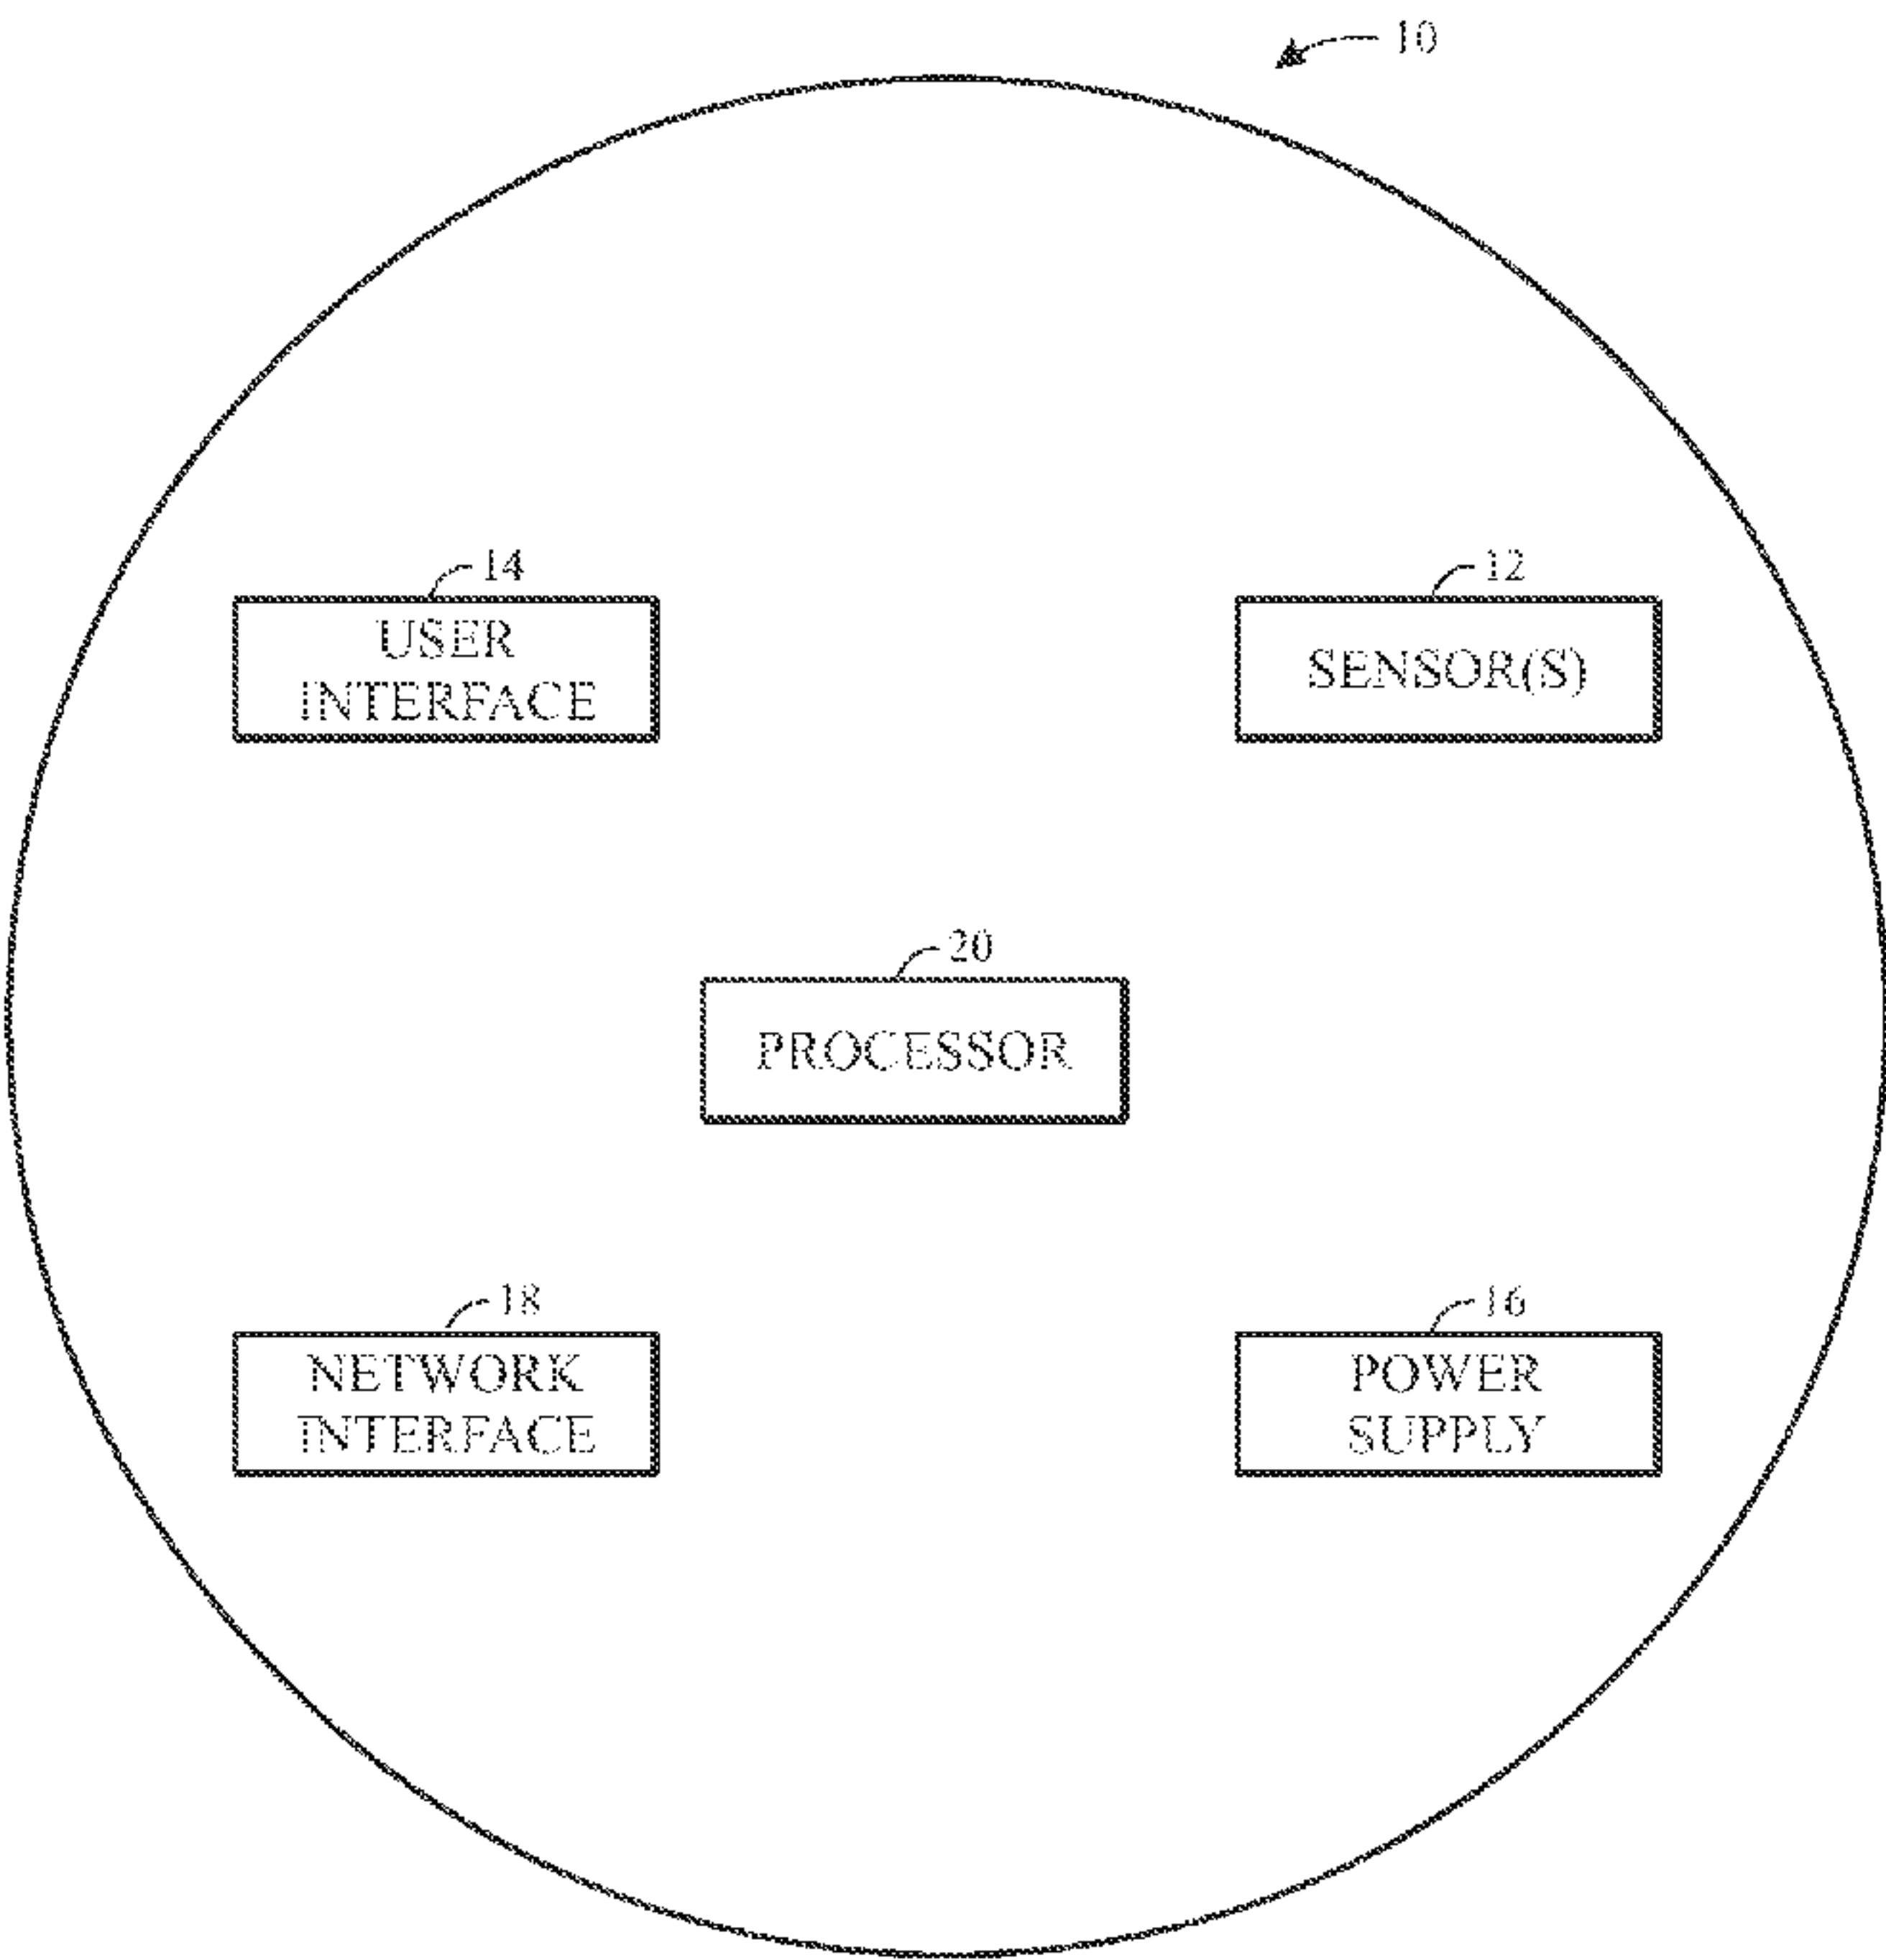 10
14
USER
INTERFACE
12
SENSOR(S)
20
PROCESSOR
18
NETWORK
INTERFACE
16
POWER
SUPPLY